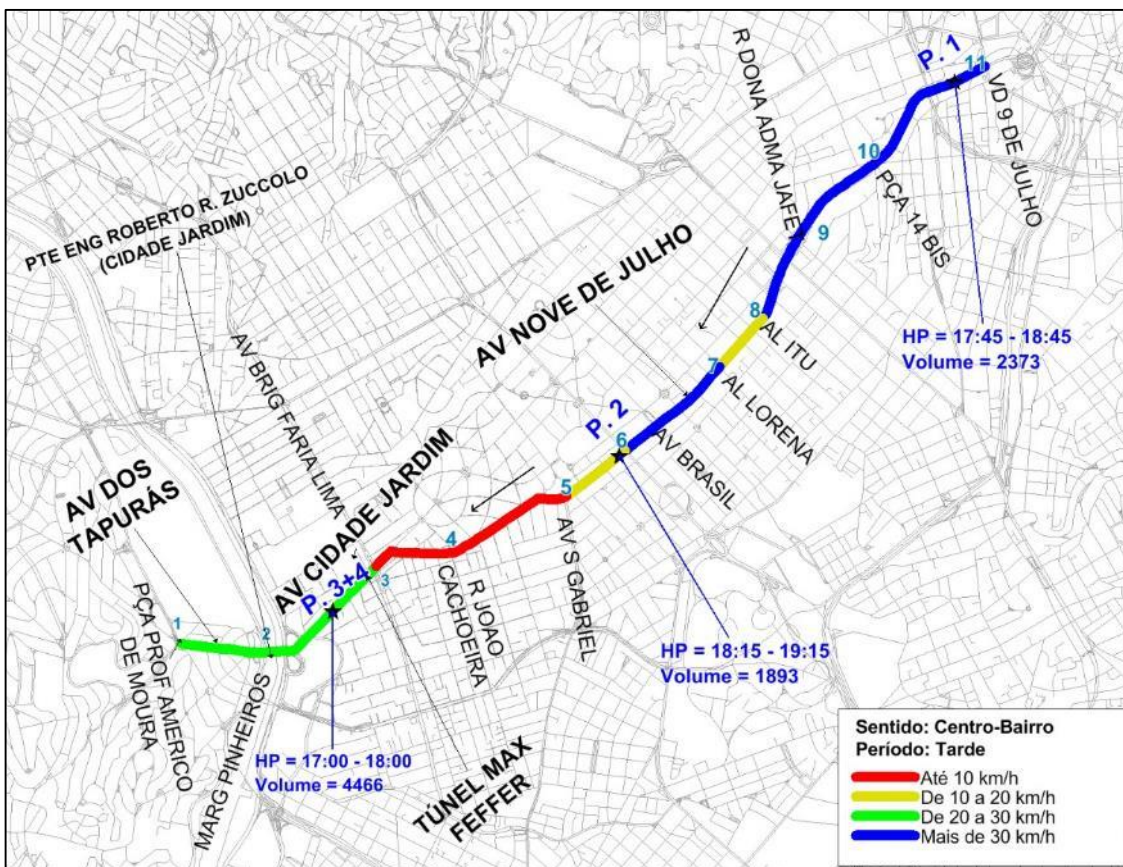 P. 1
11
VD 9 DE JULHO
R DONA ADMA JAFE
10
PÇA 14 BIS
9
PTE ENG ROBERTO R. ZUCCOLO
(CIDADE JARDIM)
AV NOVE DE JULHO
8
AL ITU
HP = 17:45 - 18:45
Volume = 2373
7
AL LORENA
AV BRIG FARIA LIMA
P. 2
6
AV BRASIL
AV DOS
TAPURÁS
AV CIDADE JARDIM
5
AV S GABRIEL
4
R JOAO
CACHOEIRA
P. 3+4
3
1
2
PÇA PROF AMERICO
DE MOURA
MARG PINHEIROS
HP = 18:15 - 19:15
Volume = 1893
HP = 17:00 - 18:00
Volume = 4466
TÚNEL MAX
FEFFER
Sentido: Centro-Bairro
Período: Tarde
Até 10 km/h
De 10 a 20 km/h
De 20 a 30 km/h
Mais de 30 km/h